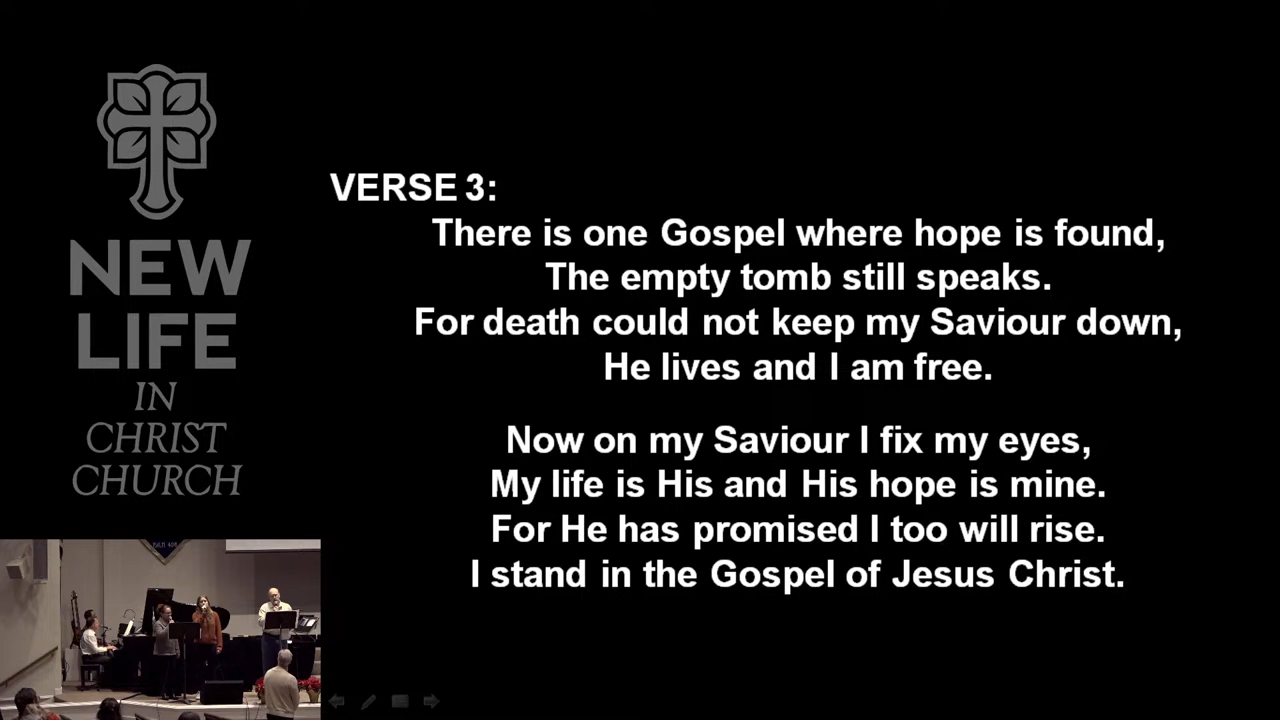 NEW
LIFE
IN
CHRIST
CHURCH
VERSE 3:
There is one Gospel where hope is found,
The empty tomb still speaks.
For death could not keep my Saviour down,
He lives and I am free.
Now on my Saviour I fix my eyes,
My life is His and His hope is mine.
For He has promised I too will rise.
I stand in the Gospel of Jesus Christ.